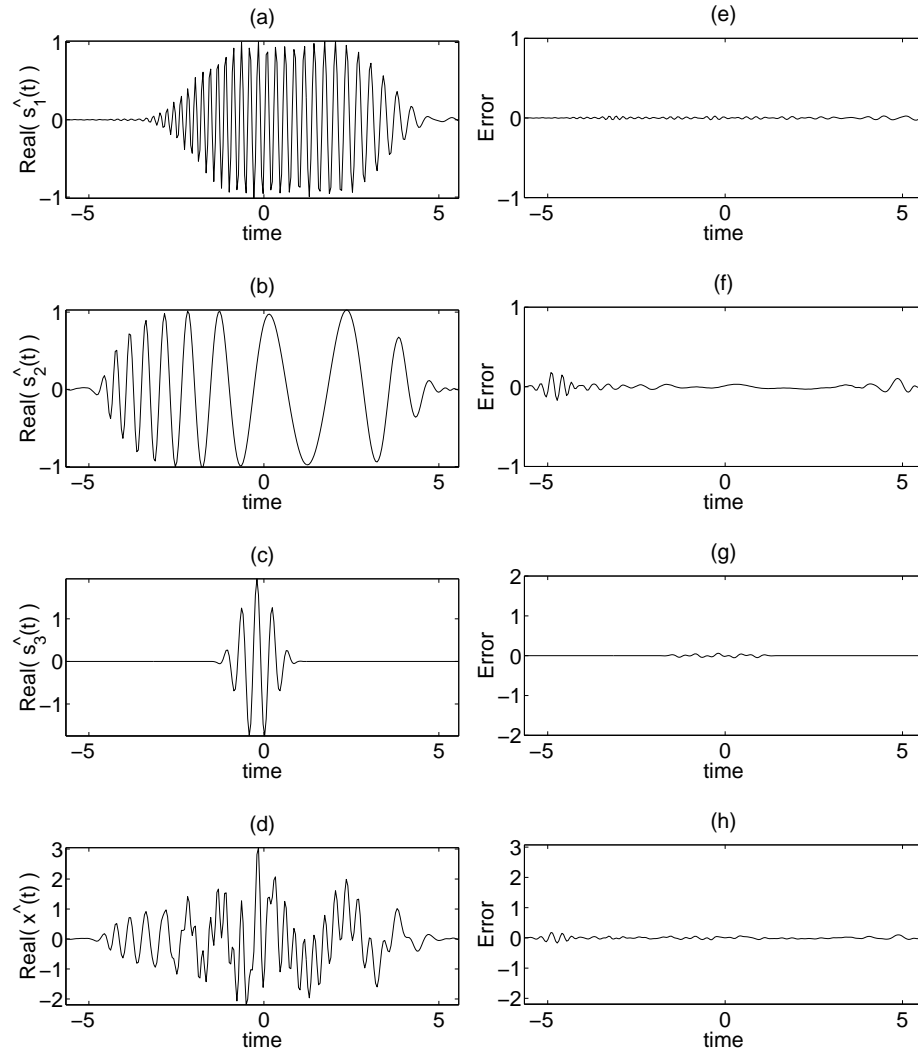 (a)
Real( s^_1(t) )
1
0
−1
−5 0 5
time
(e)
Error
1
0
−1
−5 0 5
time
(b)
Real( s^_2(t) )
1
0
−1
−5 0 5
time
(f)
Error
1
0
−1
−5 0 5
time
(c)
Real( s^_3(t) )
1
0
−1
−5 0 5
time
(g)
Error
2
1
0
−1
−2
−5 0 5
time
(d)
Real( x^(t) )
3
2
1
0
−1
−2
−5 0 5
time
(h)
Error
3
2
1
0
−1
−2
−5 0 5
time